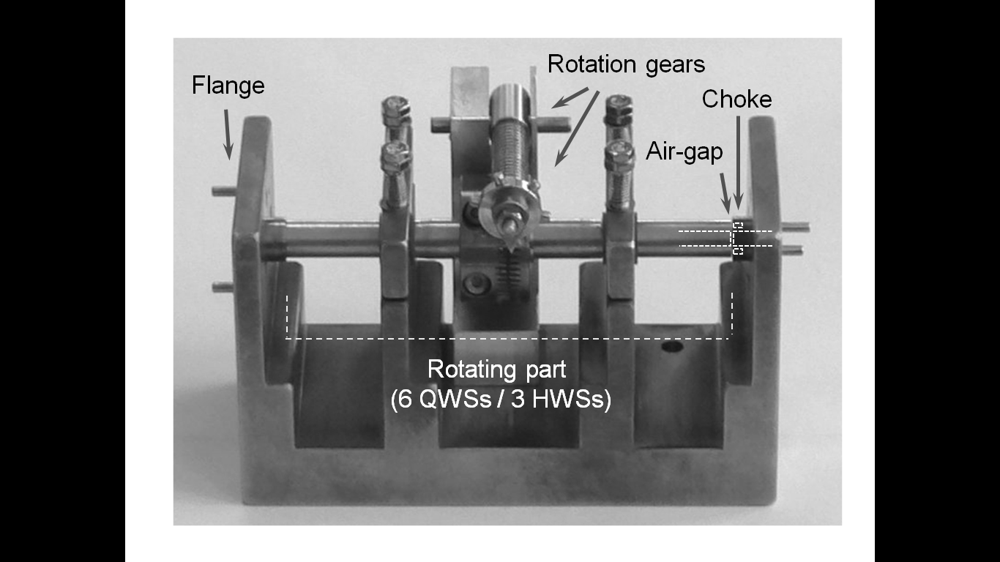 Rotation gears
Flange
Choke
Air-gap
Rotating part
(6 QWSs / 3 HWSs)